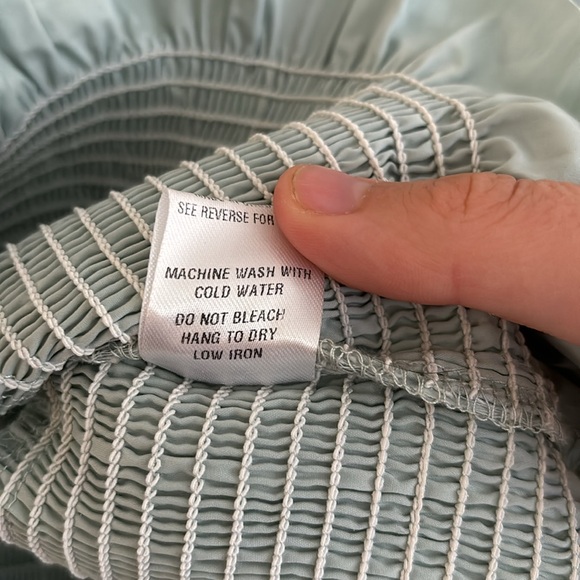 SEE REVERSE FOR
MACHINE WASH WITH
COLD WATER
DO NOT BLEACH
HANG TO DRY
LOW IRON